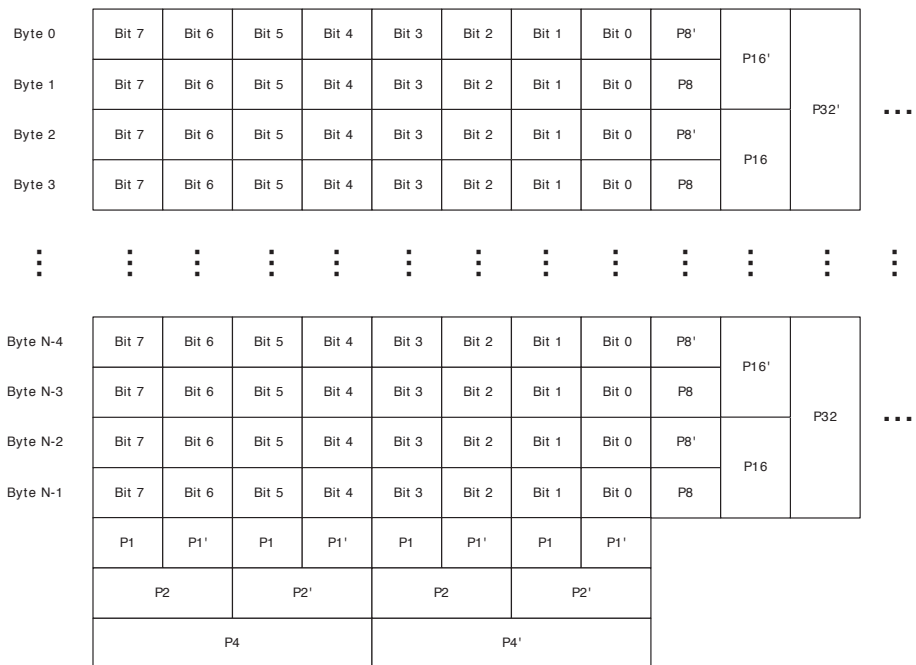 Byte 0 Bit 7 Bit 6 Bit 5 Bit 4 Bit 3 Bit 2 Bit 1 Bit 0 P8'
P16'
Byte 1 Bit 7 Bit 6 Bit 5 Bit 4 Bit 3 Bit 2 Bit 1 Bit 0 P8
P32' ...
Byte 2 Bit 7 Bit 6 Bit 5 Bit 4 Bit 3 Bit 2 Bit 1 Bit 0 P8'
P16
Byte 3 Bit 7 Bit 6 Bit 5 Bit 4 Bit 3 Bit 2 Bit 1 Bit 0 P8
⋮ ⋮ ⋮ ⋮ ⋮ ⋮ ⋮ ⋮ ⋮ ⋮ ⋮ ⋮ ⋮
Byte N-4 Bit 7 Bit 6 Bit 5 Bit 4 Bit 3 Bit 2 Bit 1 Bit 0 P8'
P16'
Byte N-3 Bit 7 Bit 6 Bit 5 Bit 4 Bit 3 Bit 2 Bit 1 Bit 0 P8
P32 ...
Byte N-2 Bit 7 Bit 6 Bit 5 Bit 4 Bit 3 Bit 2 Bit 1 Bit 0 P8'
P16
Byte N-1 Bit 7 Bit 6 Bit 5 Bit 4 Bit 3 Bit 2 Bit 1 Bit 0 P8
P1 P1' P1 P1' P1 P1' P1 P1'
P2 P2' P2 P2'
P4 P4'